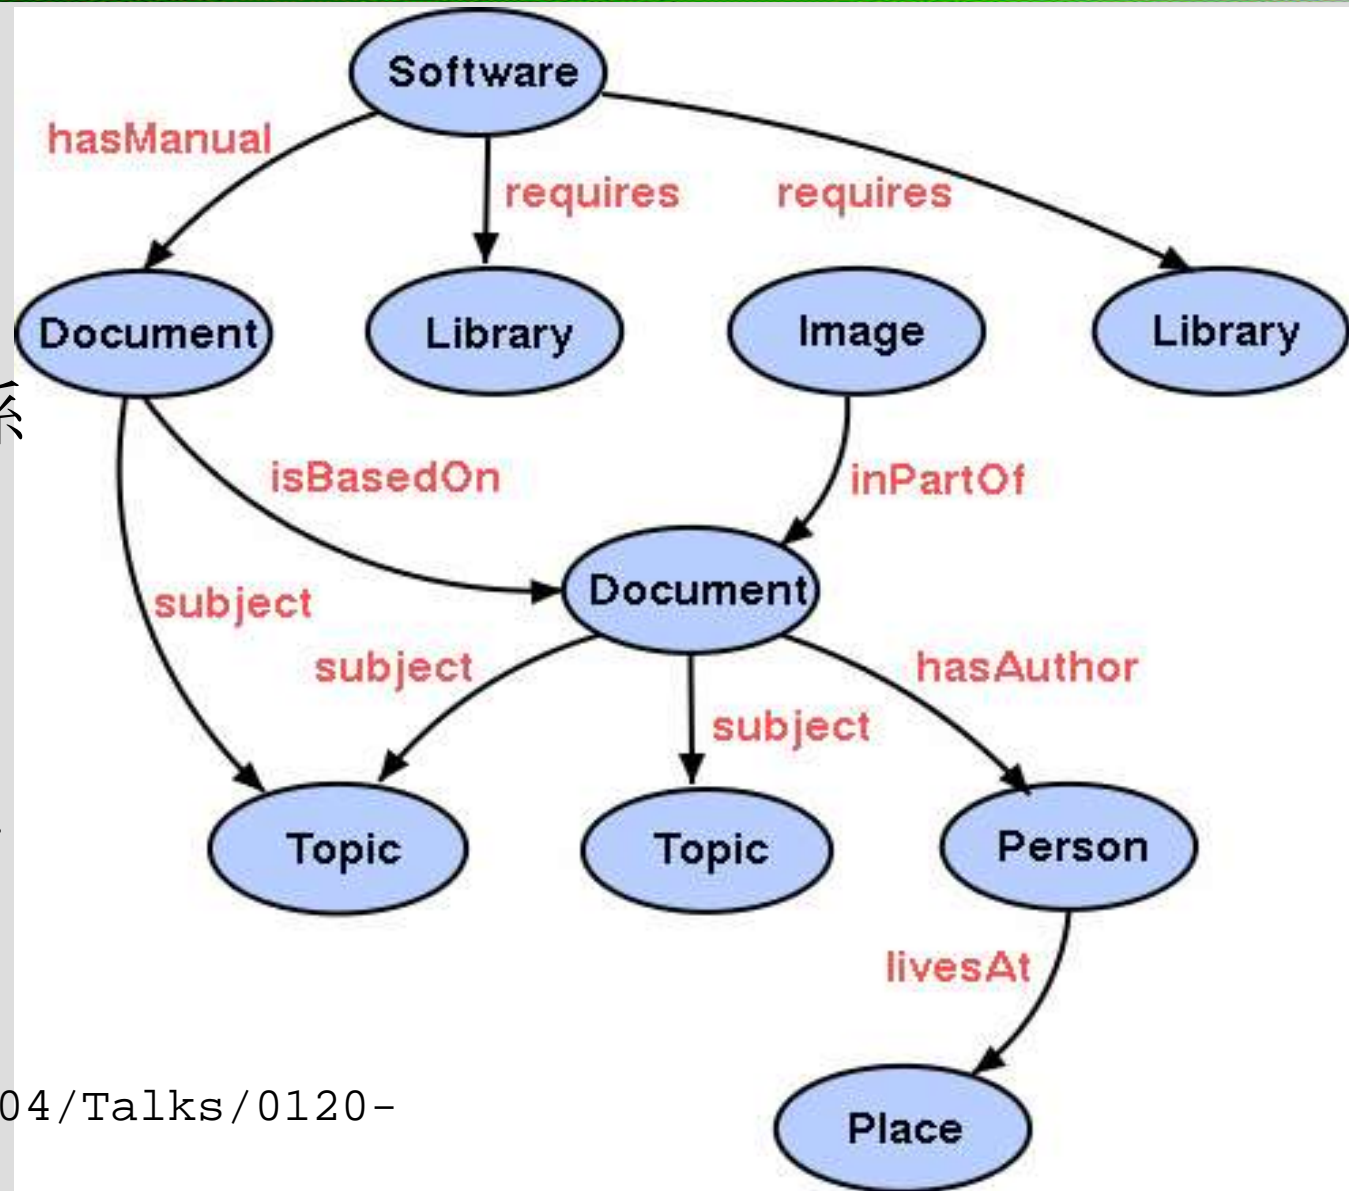 Software
hasManual
requires
requires
Document
Library
Image
Library
係
isBasedOn
inPartOf
Document
subject
subject
hasAuthor
subject
Topic
Topic
Person
livesAt
04/Talks/0120-
Place